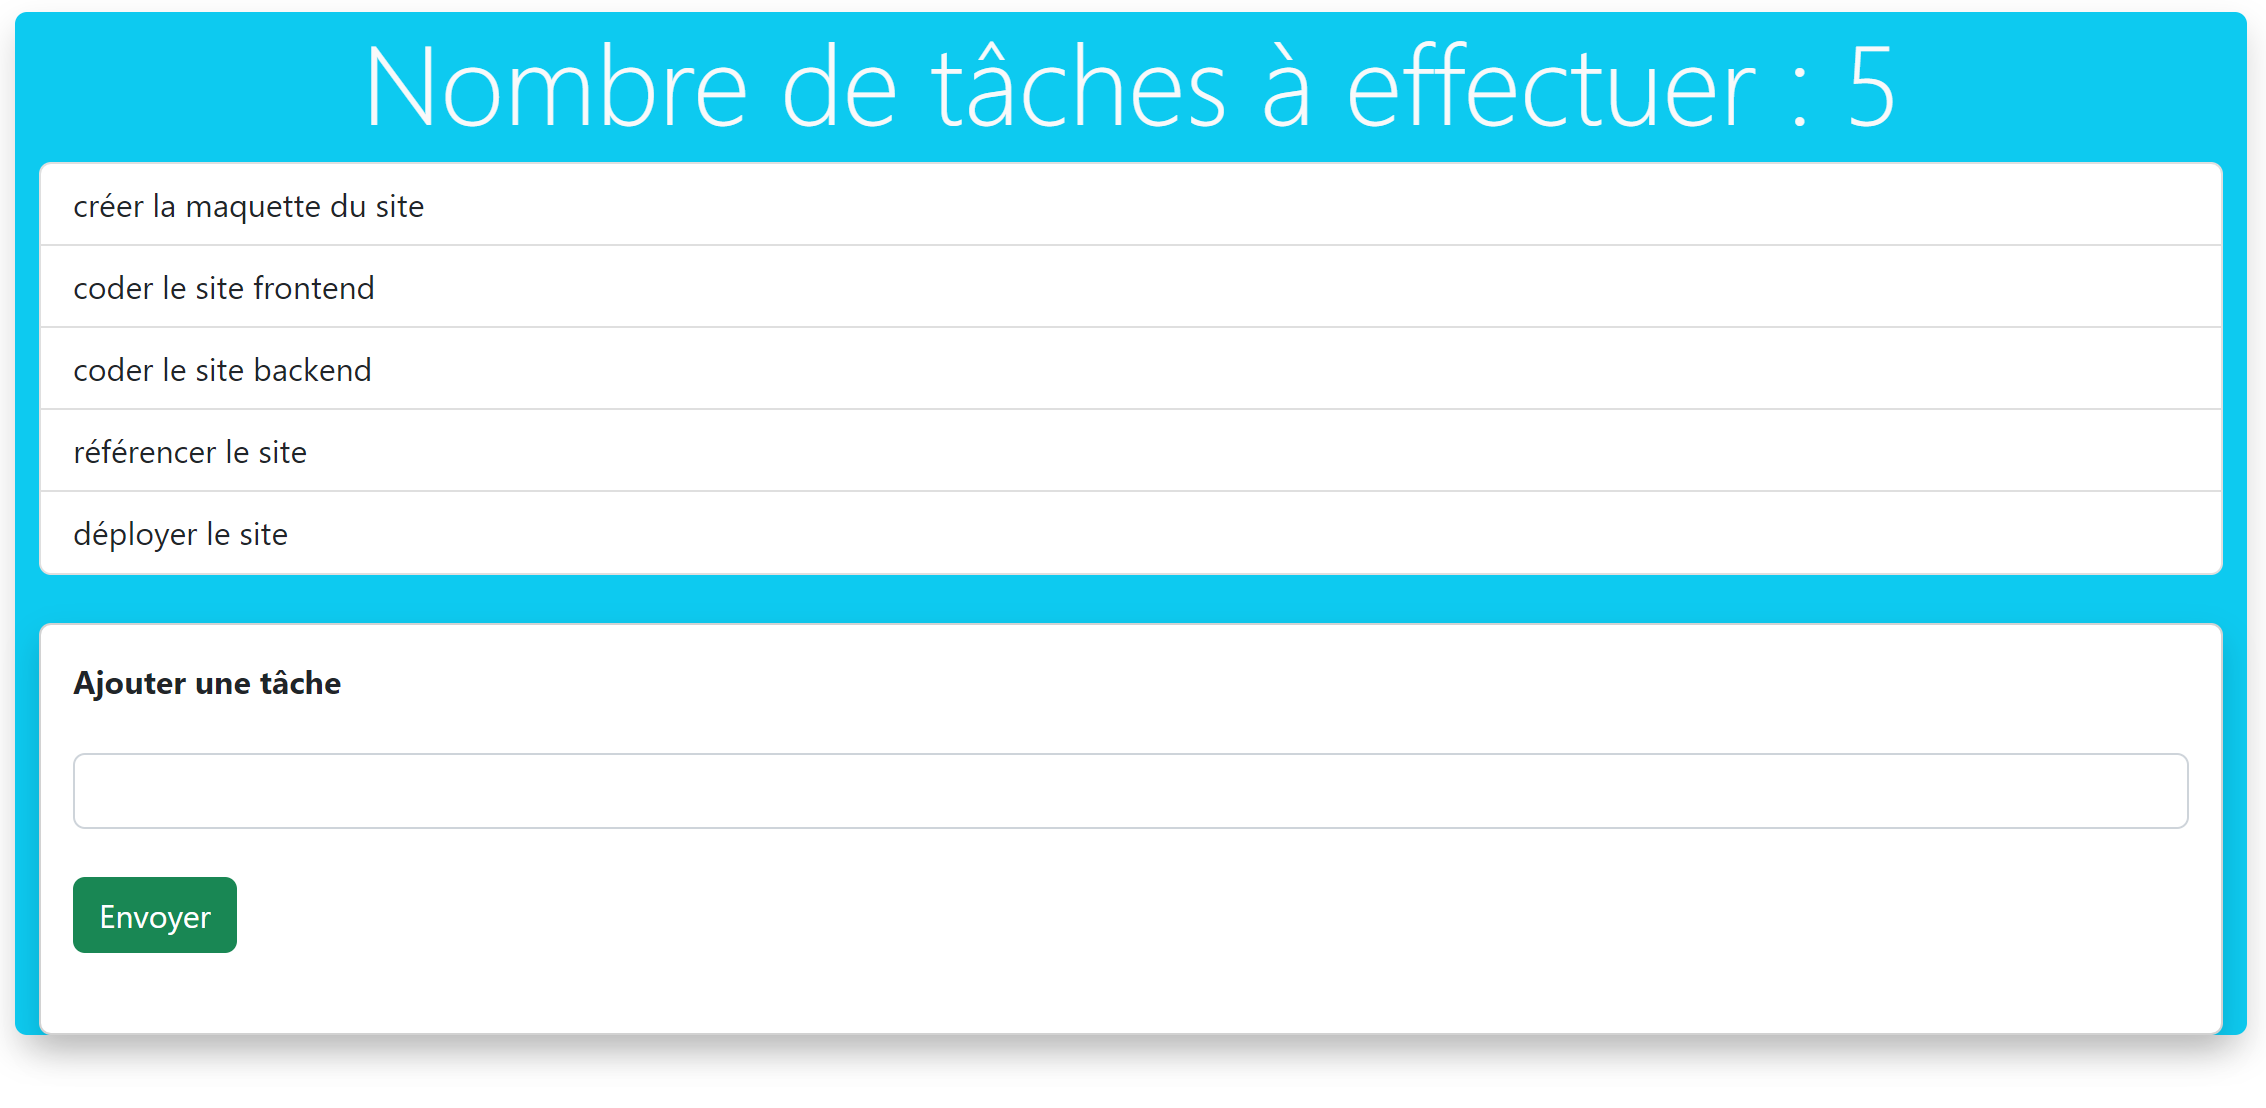 Nombre de tâches à effectuer : 5
créer la maquette du site
coder le site frontend
coder le site backend
référencer le site
déployer le site
Ajouter une tâche
Envoyer